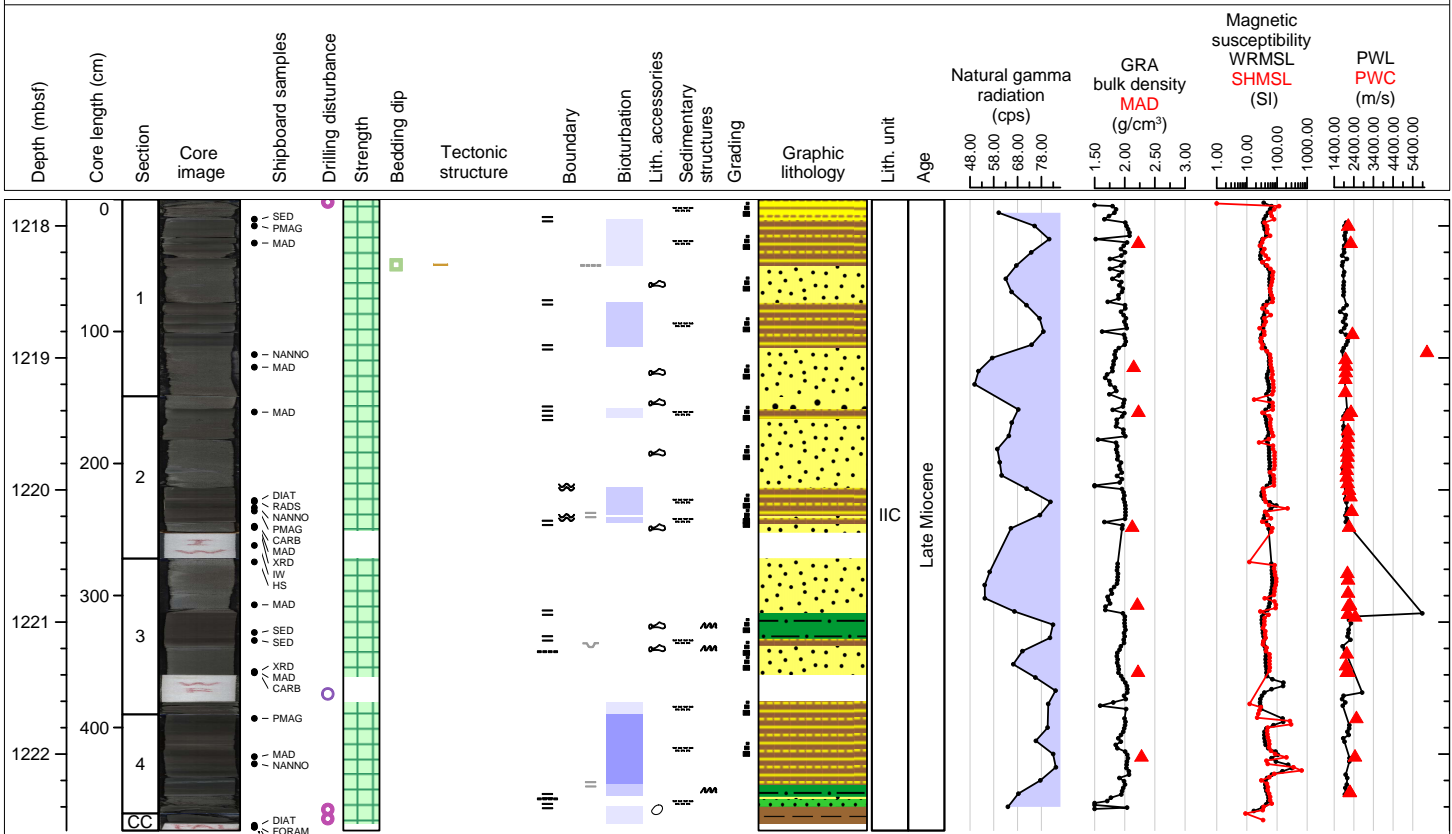 Depth (mbsf)
Core length (cm)
Section
Core
image
Shipboard samples
Drilling disturbance
Strength
Bedding dip
Tectonic
structure
Boundary
Bioturbation
Lith. accessories
Sedimentary
structures
Grading
Graphic
lithology
Lith. unit
Age
Natural gamma
radiation
(cps)
48.00
58.00
68.00
78.00
GRA
bulk density
MAD
(g/cm³)
1.50
2.00
2.50
3.00
Magnetic
susceptibility
WRMSL
SHMSL
(SI)
1.00
10.00
100.00
1000.00
PWL
PWC
(m/s)
1400.00
2400.00
3400.00
4400.00
5400.00
1218
1219
1220
1221
1222
0
100
200
300
400
1
2
3
4
CC
SED
PMAG
MAD
NANNO
MAD
MAD
DIAT
RADS
NANNO
PMAG
CARB
MAD
XRD
IW
HS
MAD
SED
SED
XRD
MAD
CARB
PMAG
MAD
NANNO
DIAT
FORAM
IIC
Late Miocene